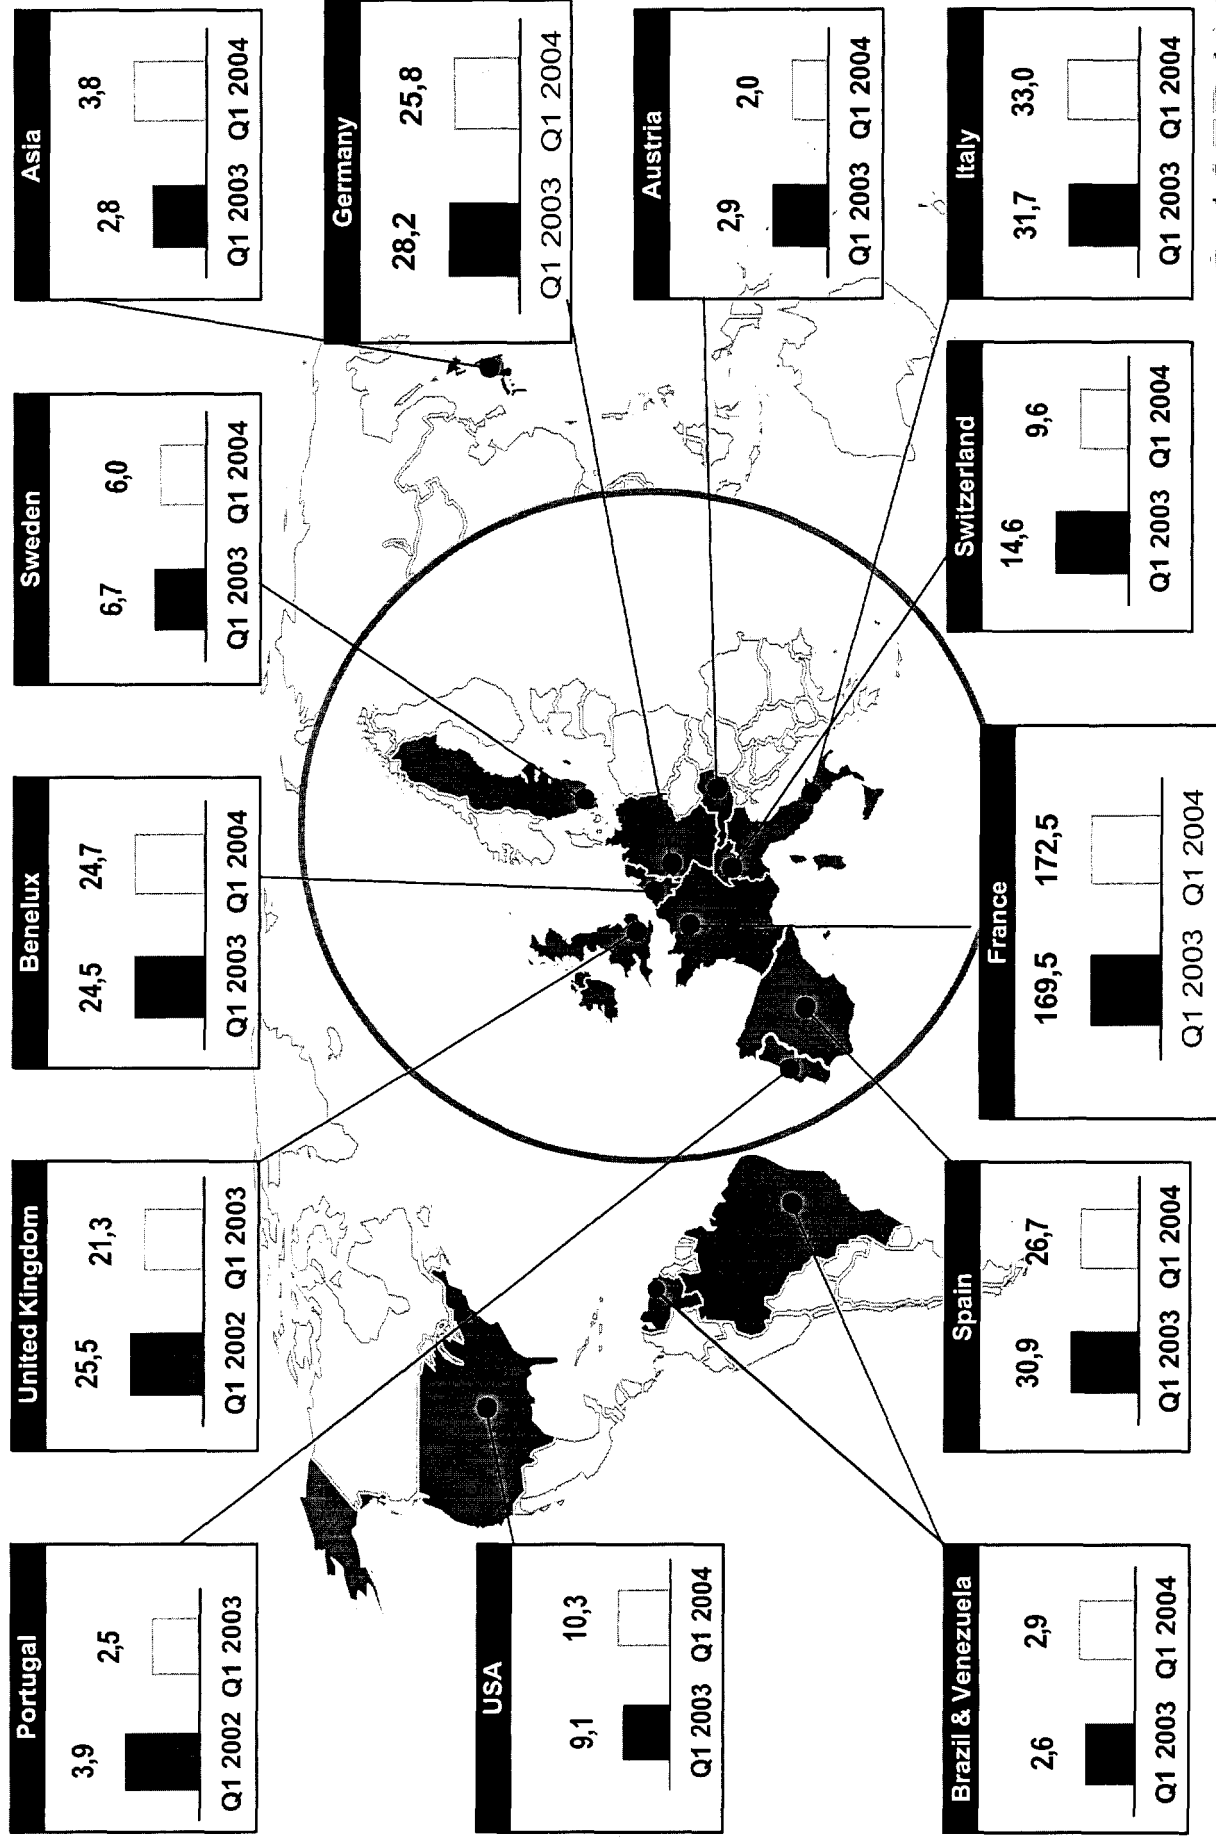 Portugal
3,9 2,5
Q1 2002 Q1 2003
United Kingdom
25,5 21,3
Q1 2002 Q1 2003
Benelux
24,5 24,7
Q1 2003 Q1 2004
Sweden
6,7 6,0
Q1 2003 Q1 2004
Asia
2,8 3,8
Q1 2003 Q1 2004
Germany
28,2 25,8
Q1 2003 Q1 2004
USA
9,1 10,3
Q1 2003 Q1 2004
Austria
2,9 2,0
Q1 2003 Q1 2004
Brazil & Venezuela
2,6 2,9
Q1 2003 Q1 2004
Spain
30,9 26,7
Q1 2003 Q1 2004
France
169,5 172,5
Q1 2003 Q1 2004
Switzerland
14,6 9,6
Q1 2003 Q1 2004
Italy
31,7 33,0
Q1 2003 Q1 2004